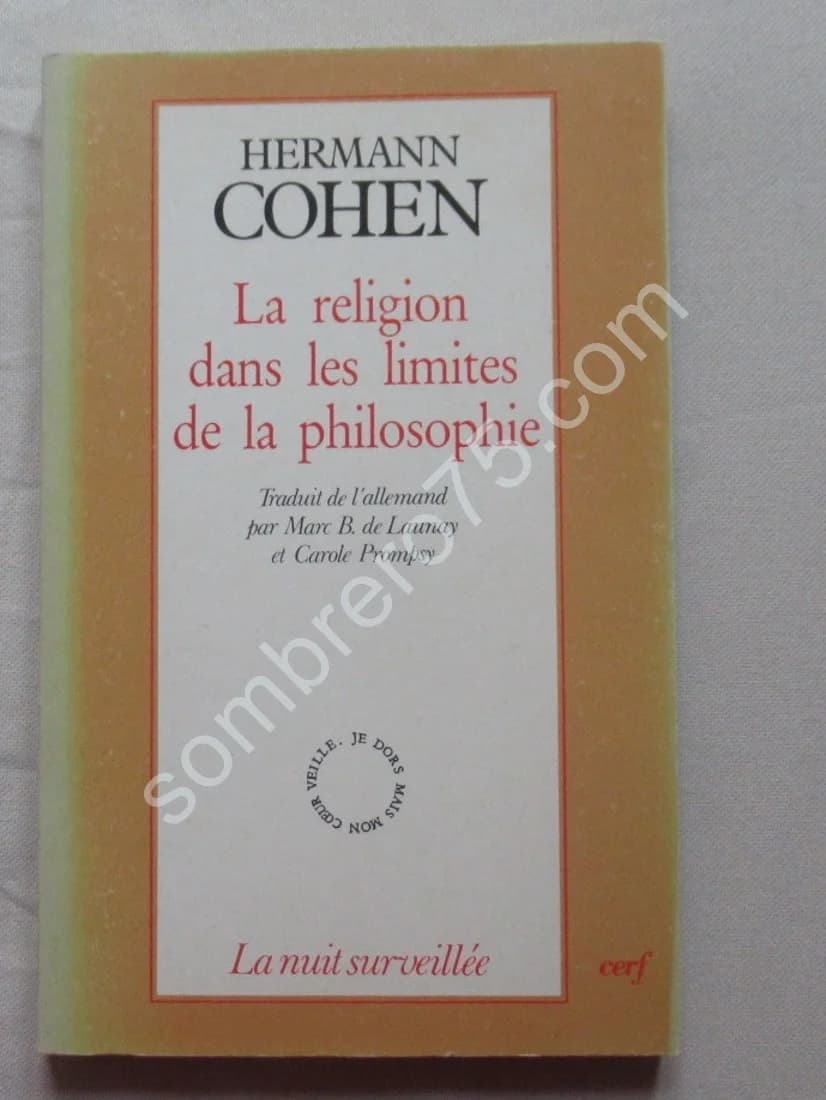 HERMANN
COHEN
La religion
dans les limites
de la philosophie
Traduit de l'allemand
par Marc B. de Launay
et Carole Prompsy
JE DORS MAIS MON CŒUR VEILLE.
La nuit surveillée
cerf
sombrero75.com